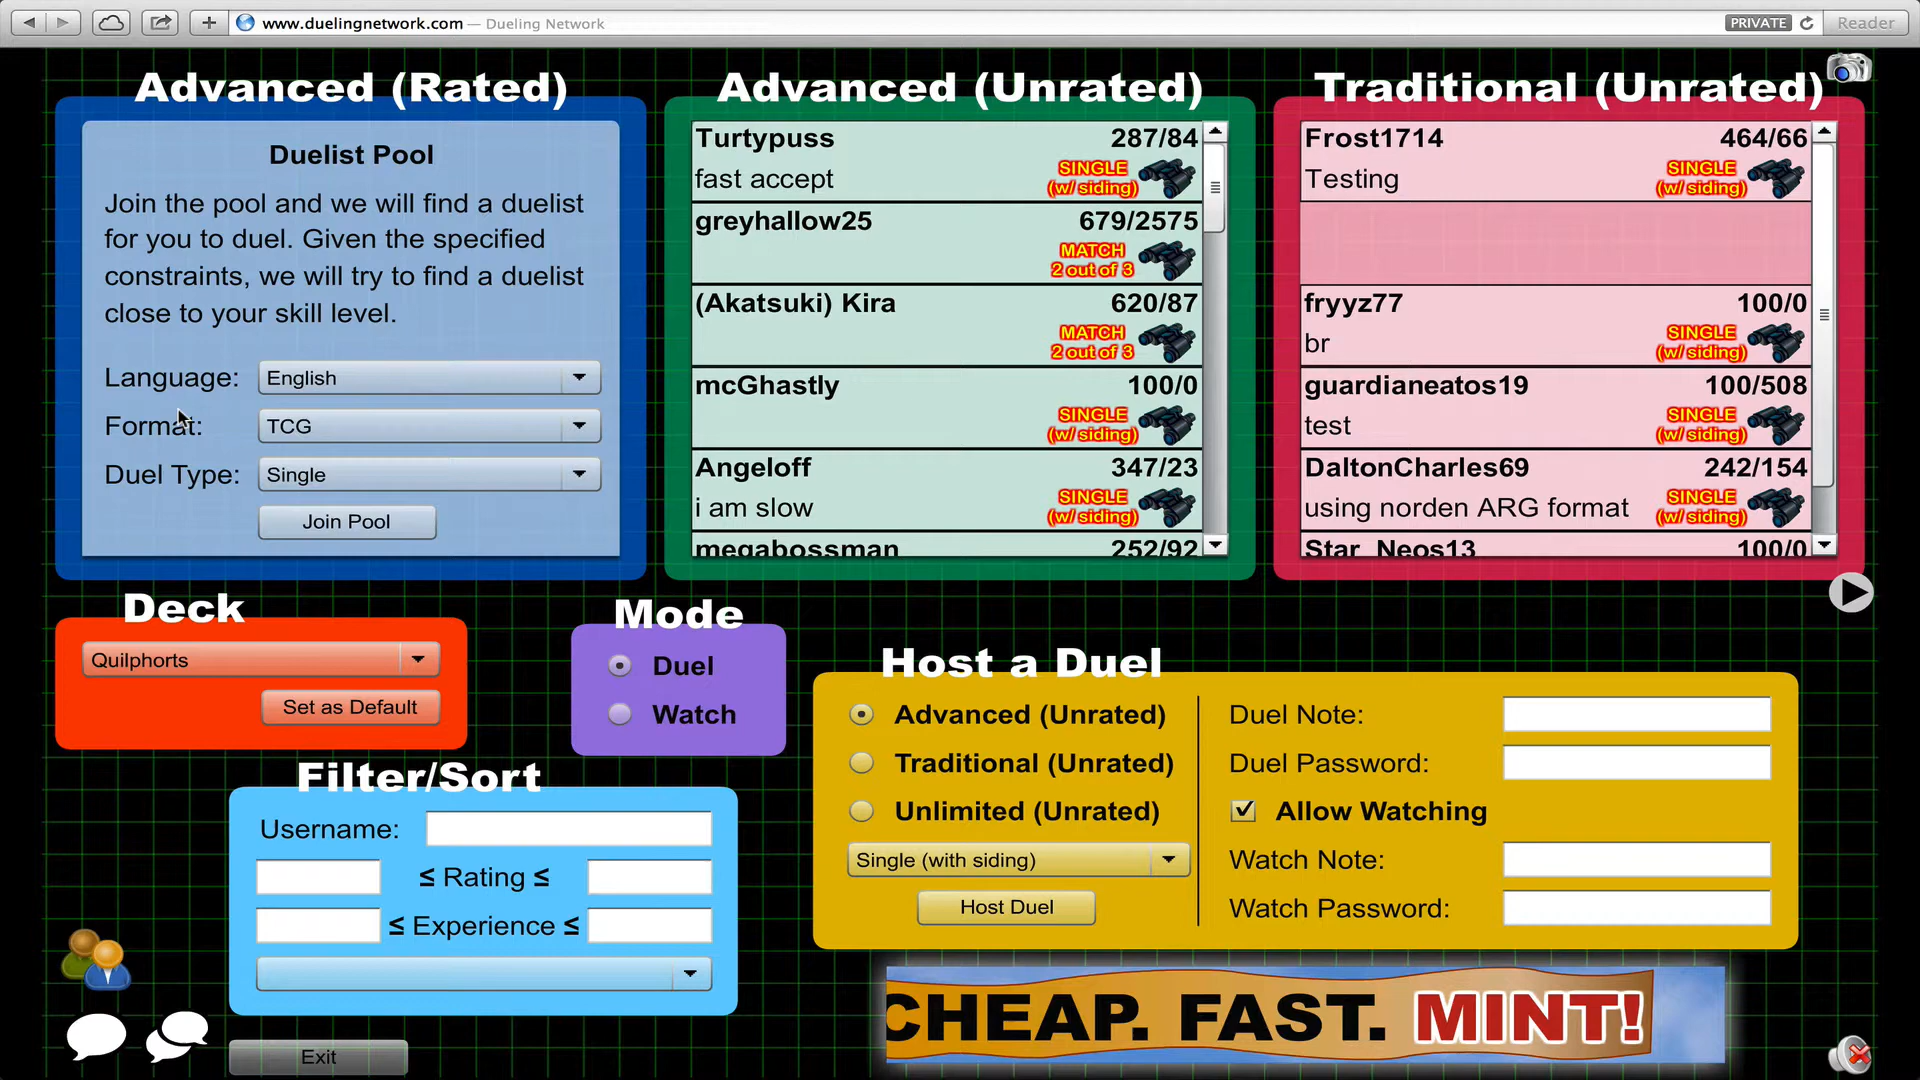 www.duelingnetwork.com — Dueling Network
PRIVATE
Reader
Advanced (Rated)
Duelist Pool
Join the pool and we will find a duelist
for you to duel. Given the specified
constraints, we will try to find a duelist
close to your skill level.
Language: English
Format: TCG
Duel Type: Single
Join Pool
Advanced (Unrated)
Turtypuss 287/84
fast accept SINGLE
(w/ siding)
greyhallow25 679/2575
MATCH
2 out of 3
(Akatsuki) Kira 620/87
MATCH
2 out of 3
mcGhastly 100/0
SINGLE
(w/ siding)
Angeloff 347/23
i am slow SINGLE
(w/ siding)
megabossman 252/92
Traditional (Unrated)
Frost1714 464/66
Testing SINGLE
(w/ siding)
fryyz77 100/0
br SINGLE
(w/ siding)
guardianeatos19 100/508
test SINGLE
(w/ siding)
DaltonCharles69 242/154
using norden ARG format SINGLE
(w/ siding)
Star_Neos13 100/0
Deck
Quilphorts
Set as Default
Mode
Duel
Watch
Filter/Sort
Username:
≤ Rating ≤
≤ Experience ≤
Exit
Host a Duel
Advanced (Unrated)
Traditional (Unrated)
Unlimited (Unrated)
Single (with siding)
Host Duel
Duel Note:
Duel Password:
Allow Watching
Watch Note:
Watch Password:
CHEAP. FAST. MINT!